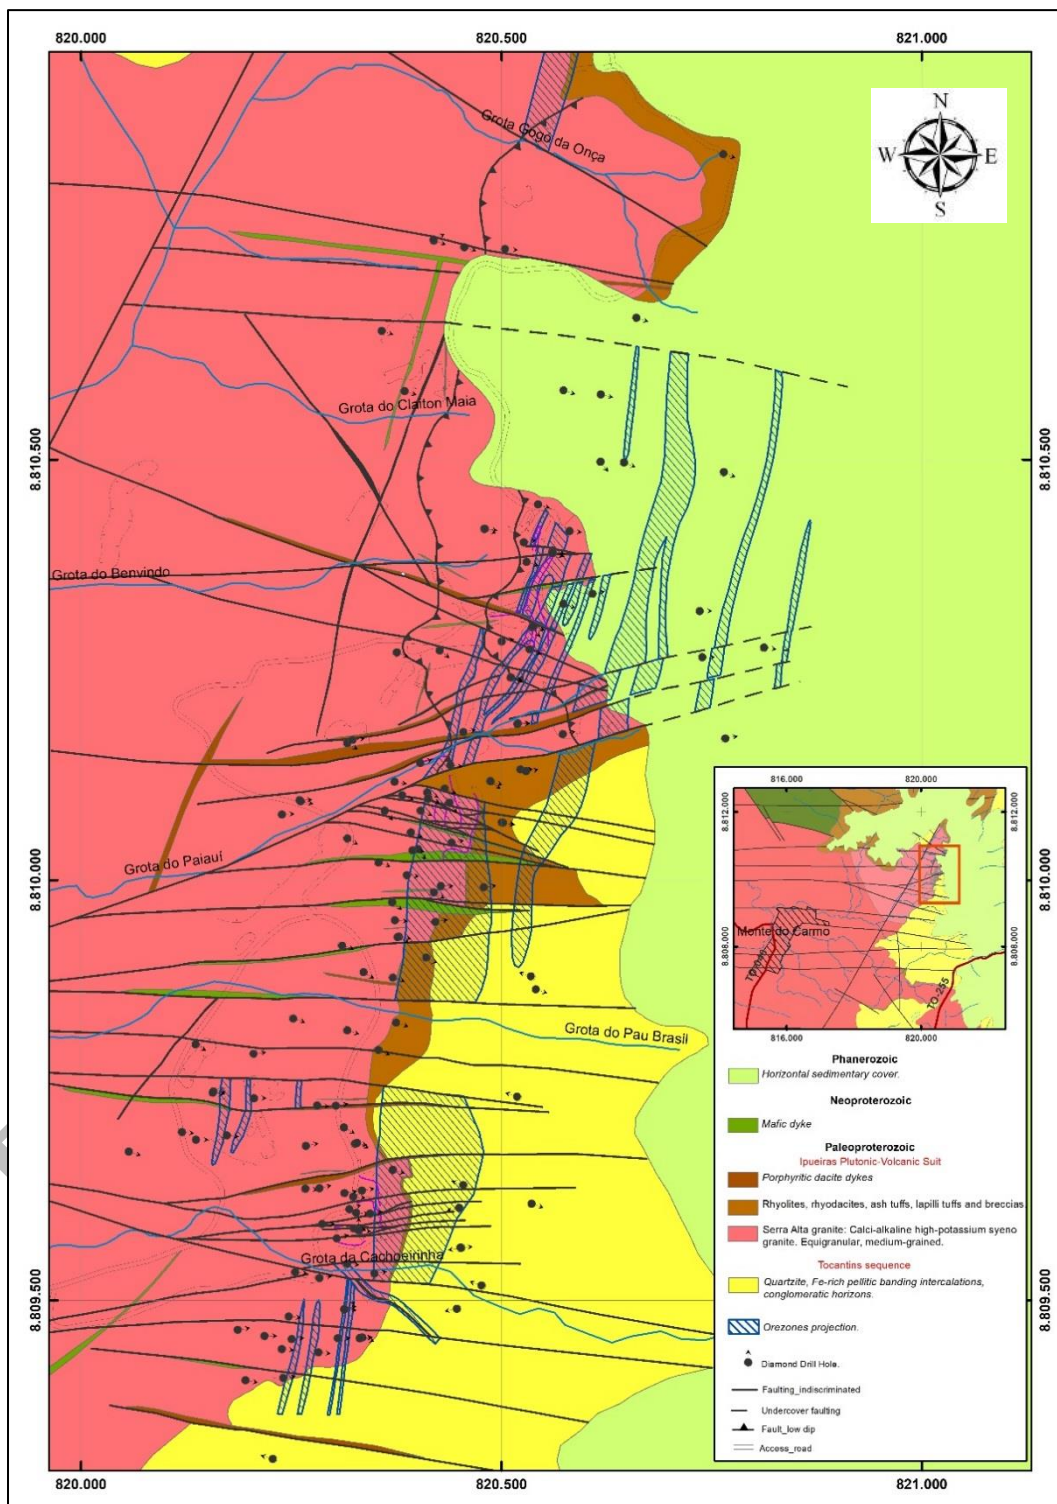 820.000
820.500
821.000
N
W
E
S
Grota Gogo da Onça
Grota do Claiton Maia
8.810.500
8.810.500
Grota do Benvindo
Grota do Paiauí
8.810.000
8.810.000
Grota do Pau Brasil
Grota da Cachoeirinha
8.809.500
8.809.500
816.000
820.000
8.812.000
8.812.000
Monte do Carmo
8.808.000
8.808.000
TO-255
816.000
820.000
Phanerozoic
Horizontal sedimentary cover.
Neoproterozoic
Mafic dyke
Paleoproterozoic
Ipueiras Plutonic-Volcanic Suit
Porphyritic dacite dykes
Rhyolites, rhyodacites, ash tuffs, lapilli tuffs and breccias
Serra Alta granite: Calci-alkaline high-potassium syeno
granite. Equigranular, medium-grained.
Tocantins sequence
Quartzite, Fe-rich pellitic banding intercalations,
conglomeratic horizons.
Orezones projection.
Diamond Drill Hole.
Faulting_indiscriminated
Undercover faulting
Fault_low dip
Access_road
820.000
820.500
821.000